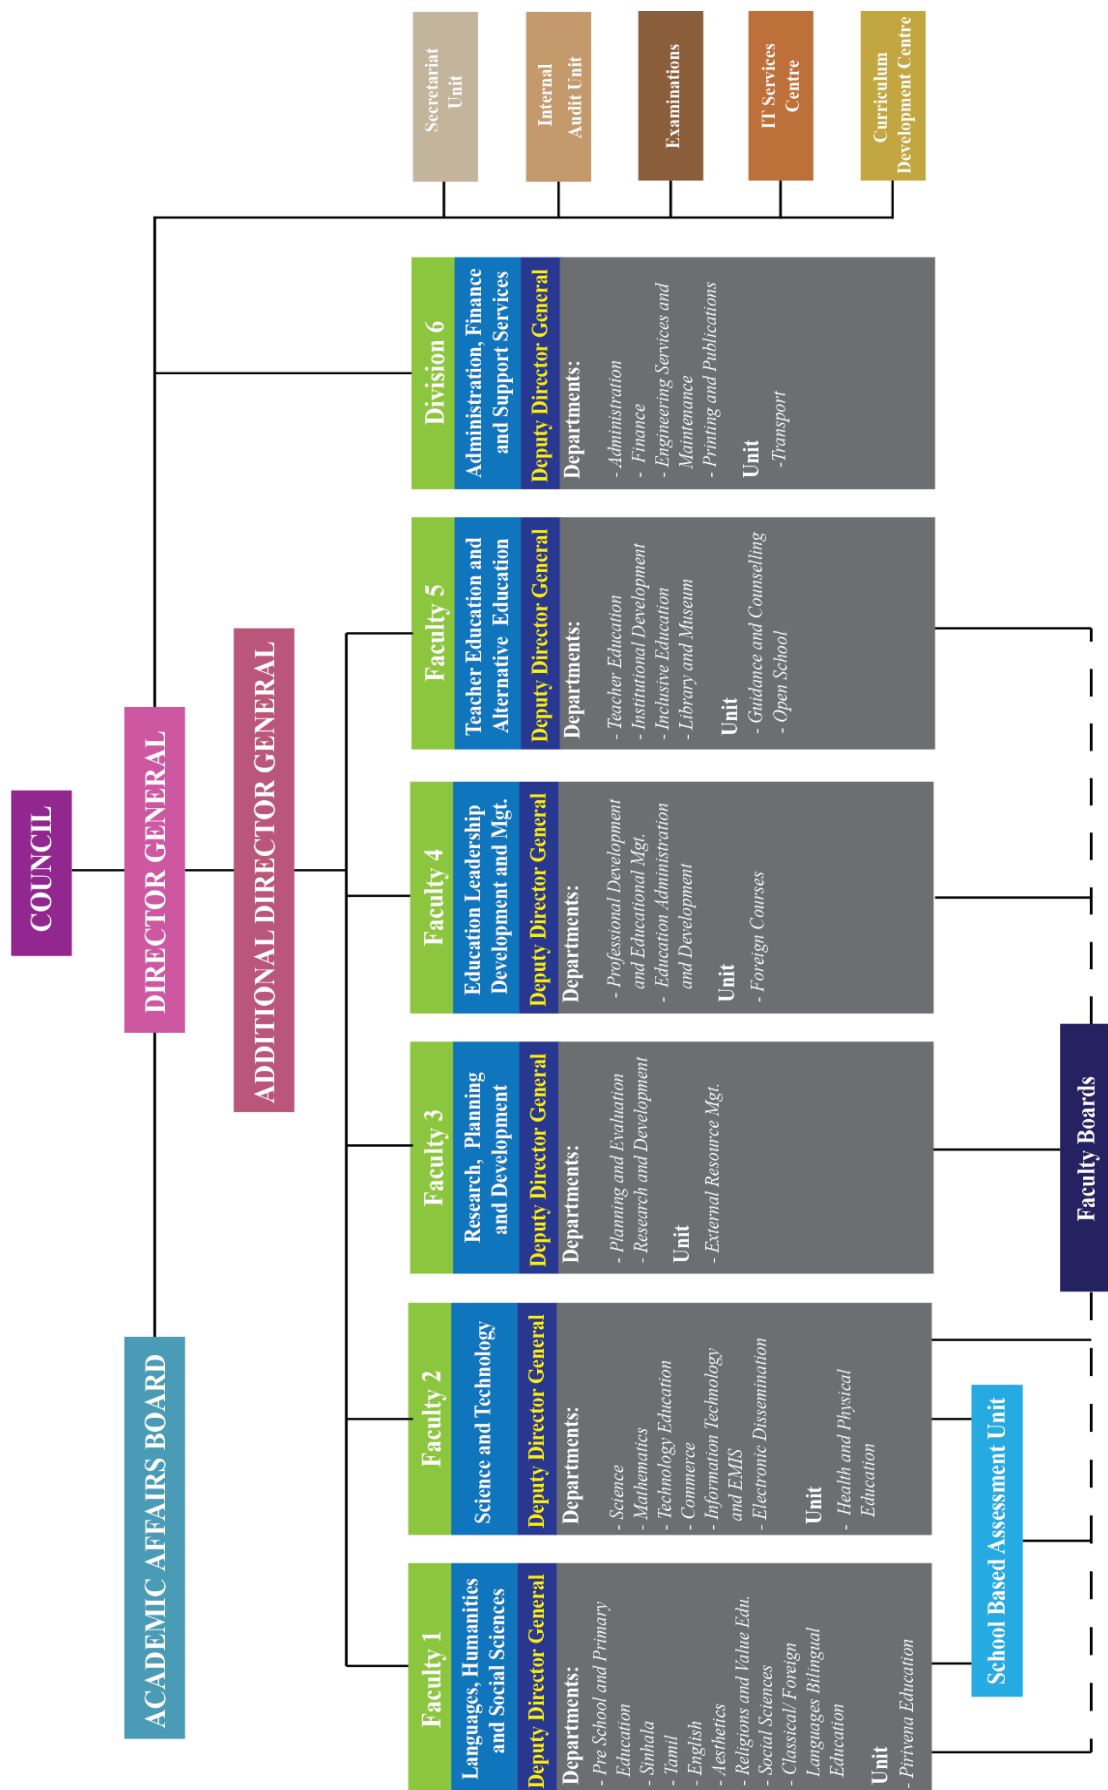 COUNCIL
ACADEMIC AFFAIRS BOARD
DIRECTOR GENERAL
ADDITIONAL DIRECTOR GENERAL
Faculty 1
Languages, Humanities
and Social Sciences
Deputy Director General
Departments:
- Pre School and Primary
Education
- Sinhala
- Tamil
- English
- Aesthetics
- Religions and Value Edu.
- Social Sciences
- Classical/ Foreign
Languages Bilingual
Education
Unit
- Pirivena Education
Faculty 2
Science and Technology
Deputy Director General
Departments:
- Science
- Mathematics
- Technology Education
- Commerce
- Information Technology
and EMIS
- Electronic Dissemination
Unit
- Health and Physical
Education
Faculty 3
Research, Planning
and Development
Deputy Director General
Departments:
- Planning and Evaluation
- Research and Development
Unit
- External Resource Mgt.
Faculty 4
Education Leadership
Development and Mgt.
Deputy Director General
Departments:
- Professional Development
and Educational Mgt.
- Education Administration
and Development
Unit
- Foreign Courses
Faculty 5
Teacher Education and
Alternative Education
Deputy Director General
Departments:
- Teacher Education
- Institutional Development
- Inclusive Education
- Library and Museum
Unit
- Guidance and Counselling
- Open School
Division 6
Administration, Finance
and Support Services
Deputy Director General
Departments:
- Administration
- Finance
- Engineering Services and
Maintenance
- Printing and Publications
Unit
-Transport
Secretariat
Unit
Internal
Audit Unit
Examinations
IT Services
Centre
Curriculum
Development Centre
School Based Assessment Unit
Faculty Boards